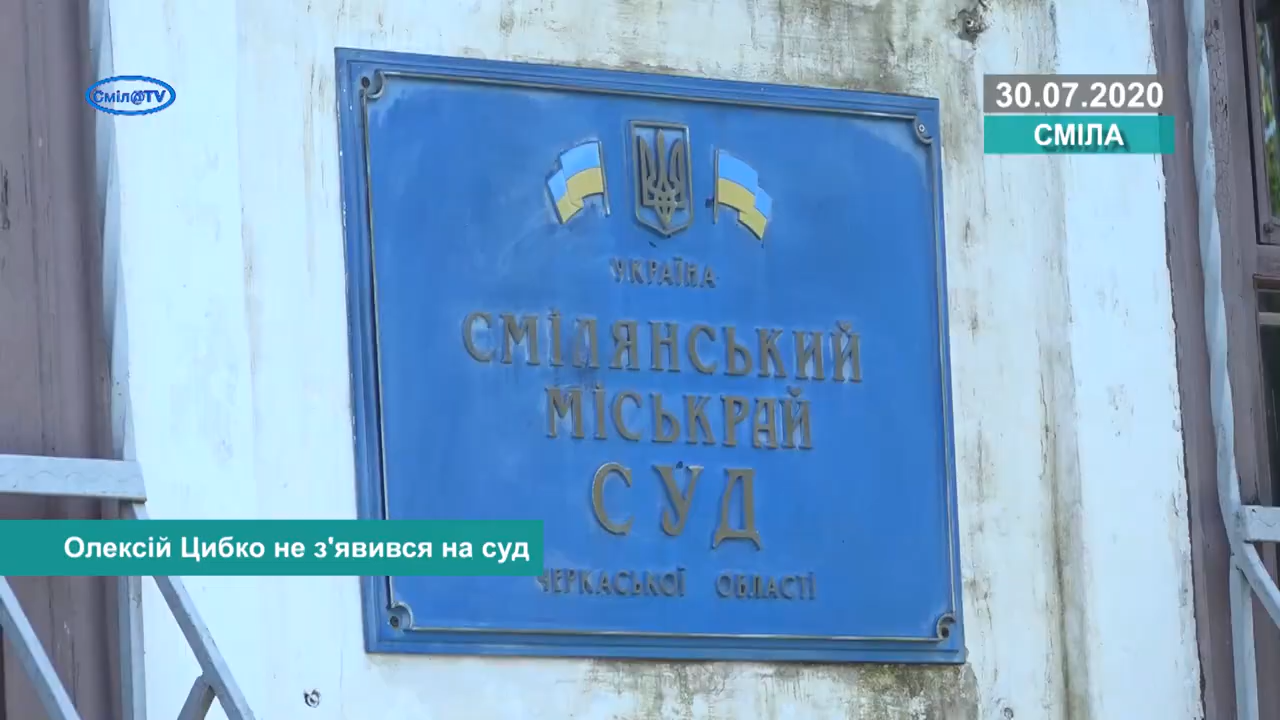 Сміл@TV
30.07.2020
СМІЛА
УКРАЇНА
СМІЛЯНСЬКИЙ
МІСЬКРАЙ
СУД
ЧЕРКАСЬКОЇ ОБЛАСТІ
Олексій Цибко не з'явився на суд